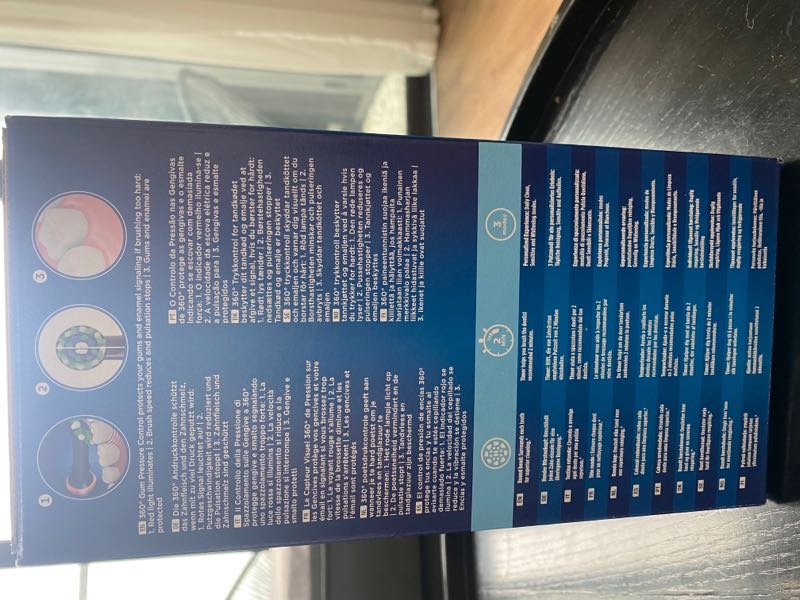 1
2
3
EN 360° Gum Pressure Control protects your gums and enamel signaling if brushing too hard:
1. Red light illuminates | 2. Brush speed reduces and pulsation stops | 3. Gums and enamel are
protected
DE Die 360° Andruckkontrolle schützt
das Zahnfleisch und den Zahnschmelz,
wenn mit zu viel Druck geputzt wird:
1. Rotes Signal leuchtet auf | 2.
Putzgeschwindigkeit wird reduziert und
die Pulsation stoppt | 3. Zahnfleisch und
Zahnschmelz sind geschützt
IT Il Controllo della Pressione di
Spazzolamento sulle Gengive a 360°
protegge gengive e smalto segnalando
uno spazzolamento troppo forte: 1. La
luce rossa si illumina | 2. La velocità
dello spazzolamento si riduce e la
pulsazione si interrompe | 3. Gengive e
smalto protetti
FR Le Capteur Visuel 360° de Pression sur
les Gencives protège vos gencives et votre
émail en signalant si vous brossez trop
fort: 1. Le voyant rouge s'allume | 2. La
vitesse de la brossette diminue et les
pulsations s'arrêtent | 3. Les gencives et
l'émail sont protégés
NL 360° poetsdrukcontrole geeft aan
wanneer je te hard poetst om je
tandvlees en tandglazuur te
beschermen: 1. Het rode lampje licht op
| 2. De poetssnelheid vermindert en de
pulsatie stopt | 3. Tandvlees en
tandglazuur zijn beschermd
ES El control de presión de encías 360°
protege tus encías y tu esmalte al
avisarte cuando te estés cepillando
demasiado fuerte: 1. El indicador rojo se
ilumina | 2. La velocidad del cepillado se
reduce y la vibración se detiene | 3.
Encías y esmalte protegidos
PT O Controlo da Pressão nas Gengivas
de 360° protege as gengivas e o esmalte
indicando se escovar com demasiada
força: 1. O indicador vermelho ilumina-se |
2. A velocidade da escova elétrica reduz e
a pulsação para | 3. Gengivas e esmalte
protegidos
DK 360° Trykkontrol for tandkødet
beskytter dit tandkød og emalje ved at
afgive et signal, hvis du børster for hårdt:
1. Rødt lys tænder | 2. Børstehastigheden
nedsættes og pulseringen stopper | 3.
Tandkød og emalje er beskyttet
SE 360° tryckkontroll skyddar tandköttet
och emaljen och varnar dig visuellt om du
borstar för hårt: 1. Röd lampa tänds | 2.
Borsthastigheten minskar och pulseringen
avbryts | 3. Skyddar tandköttet och
emaljen
NO 360° trykkontroll beskytter
tannkjøttet og emaljen ved å varsle hvis
du trykker for hardt: 1. Den røde lampen
lyser | 2. Pussehastigheten reduseres og
pulseringen stopper | 3. Tannkjøttet og
emaljen beskyttes
FI 360° paineentunnistin suojaa ikeniä ja
kiillettä ja hälyttää, jos hampaita
harjataan liian voimakkaasti: 1. Punainen
merkkivalo palaa | 2. Hammasharjan
liikkeet hidastuvat ja sykkivä liike lakkaa |
3. Ikenet ja kiille ovat suojatut
2
MIN
3
modes
EN Round head: Surrounds each tooth
for superior cleaning.*
Timer helps you brush the dentist
recommended 2 minutes.
Personalized Experience: Daily Clean,
Sensitive and Whitening modes.
DE Runder Bürstenkopf: Umschließt
jeden Zahn einzeln für eine
überlegene Reinigung.*
Timer: Hilft, die von Zahnärzten
empfohlene Putzzeit von 2 Minuten
einzuhalten.
3 Putzmodi für ein personalisiertes Erlebnis:
Tägliche Reinigung, Sensitiv und Aufhellen.
IT Testina rotonda: Circonda e avvolge
ogni dente per una pulizia
superiore.*
Timer aiuta a spazzolare i denti per 2
minuti, come raccomandato dal tuo
dentista.
Esperienza di spazzolamento personalizzata:
modalità di spazzolamento Pulizia Quotidiana,
Denti Sensibili e Sbiancante.
FR Tête ronde: Entoure chaque dent
pour un nettoyage supérieur.*
Le minuteur vous aide à respecter les 2
minutes de brossage recommandées par
votre dentiste.
Expérience personnalisée: modes
Propreté, Douceur et Blancheur.
NL Ronde kop: Omsluit elke tand voor
een superieure reiniging.*
De timer helpt om de door tandartsen
aanbevolen 2 minuten te poetsen.
Gepersonaliseerde ervaring:
poetsstanden Dagelijkse reiniging,
Gevoelig en Whitening.
ES Cabezal redondeado: rodea cada
diente para una limpieza superior.*
Temporizador: Ayuda a cepillarte los
dientes durante los 2 minutos
recomendados por los dentistas.
Experiencia personalizada: modos de
Limpieza Diaria, Sensible y Blanqueamiento.
PT Cabeça arredondada: circunda cada
dente para uma limpeza superior.*
Temporizador: Ajuda-o a escovar durante
os 2 minutos recomendados por
dentistas.
Experiência personalizada: Modos de Limpeza
Diária, Sensibilidade e Branqueamento.
DK Rundt børstehoved: Omslutter hver
tand og giver en suveræn
rengøring.*
Timer: Hjælper dig med at børste de 2
minutter, der anbefales af tandlæger.
Individuelt tilpasset børstning: Daglig
rengøring, Sensitiv og Hvidgørende
SE Runt borsthuvud: Omsluter varje
tand för överlägsen rengöring.*
Timer: Hjälper dig borsta de 2 minuter
tandläkare rekommenderar.
Skräddarsydd upplevelse: Daglig
rengöring, Lägena Mjuk och Vitgörande
NO Rundt børstehode: Omgir hver tann
for enestående rengjøring.*
Timer: Hjelper deg til å pusse i to minutter
slik tannlegen anbefaler.
Tilpasset opplevelse: Innstillinger for sensitiv,
daglig rengjøring og hvitgjørende
FI Pyöreä vaihtoharja: ympäröi
jokaisen hampaan tarjoten
ylivoimaisen puhdistuksen.*
Ajastin: auttaa harjaamaan
hammaslääkäreiden suositteleman 2
minuuttia.